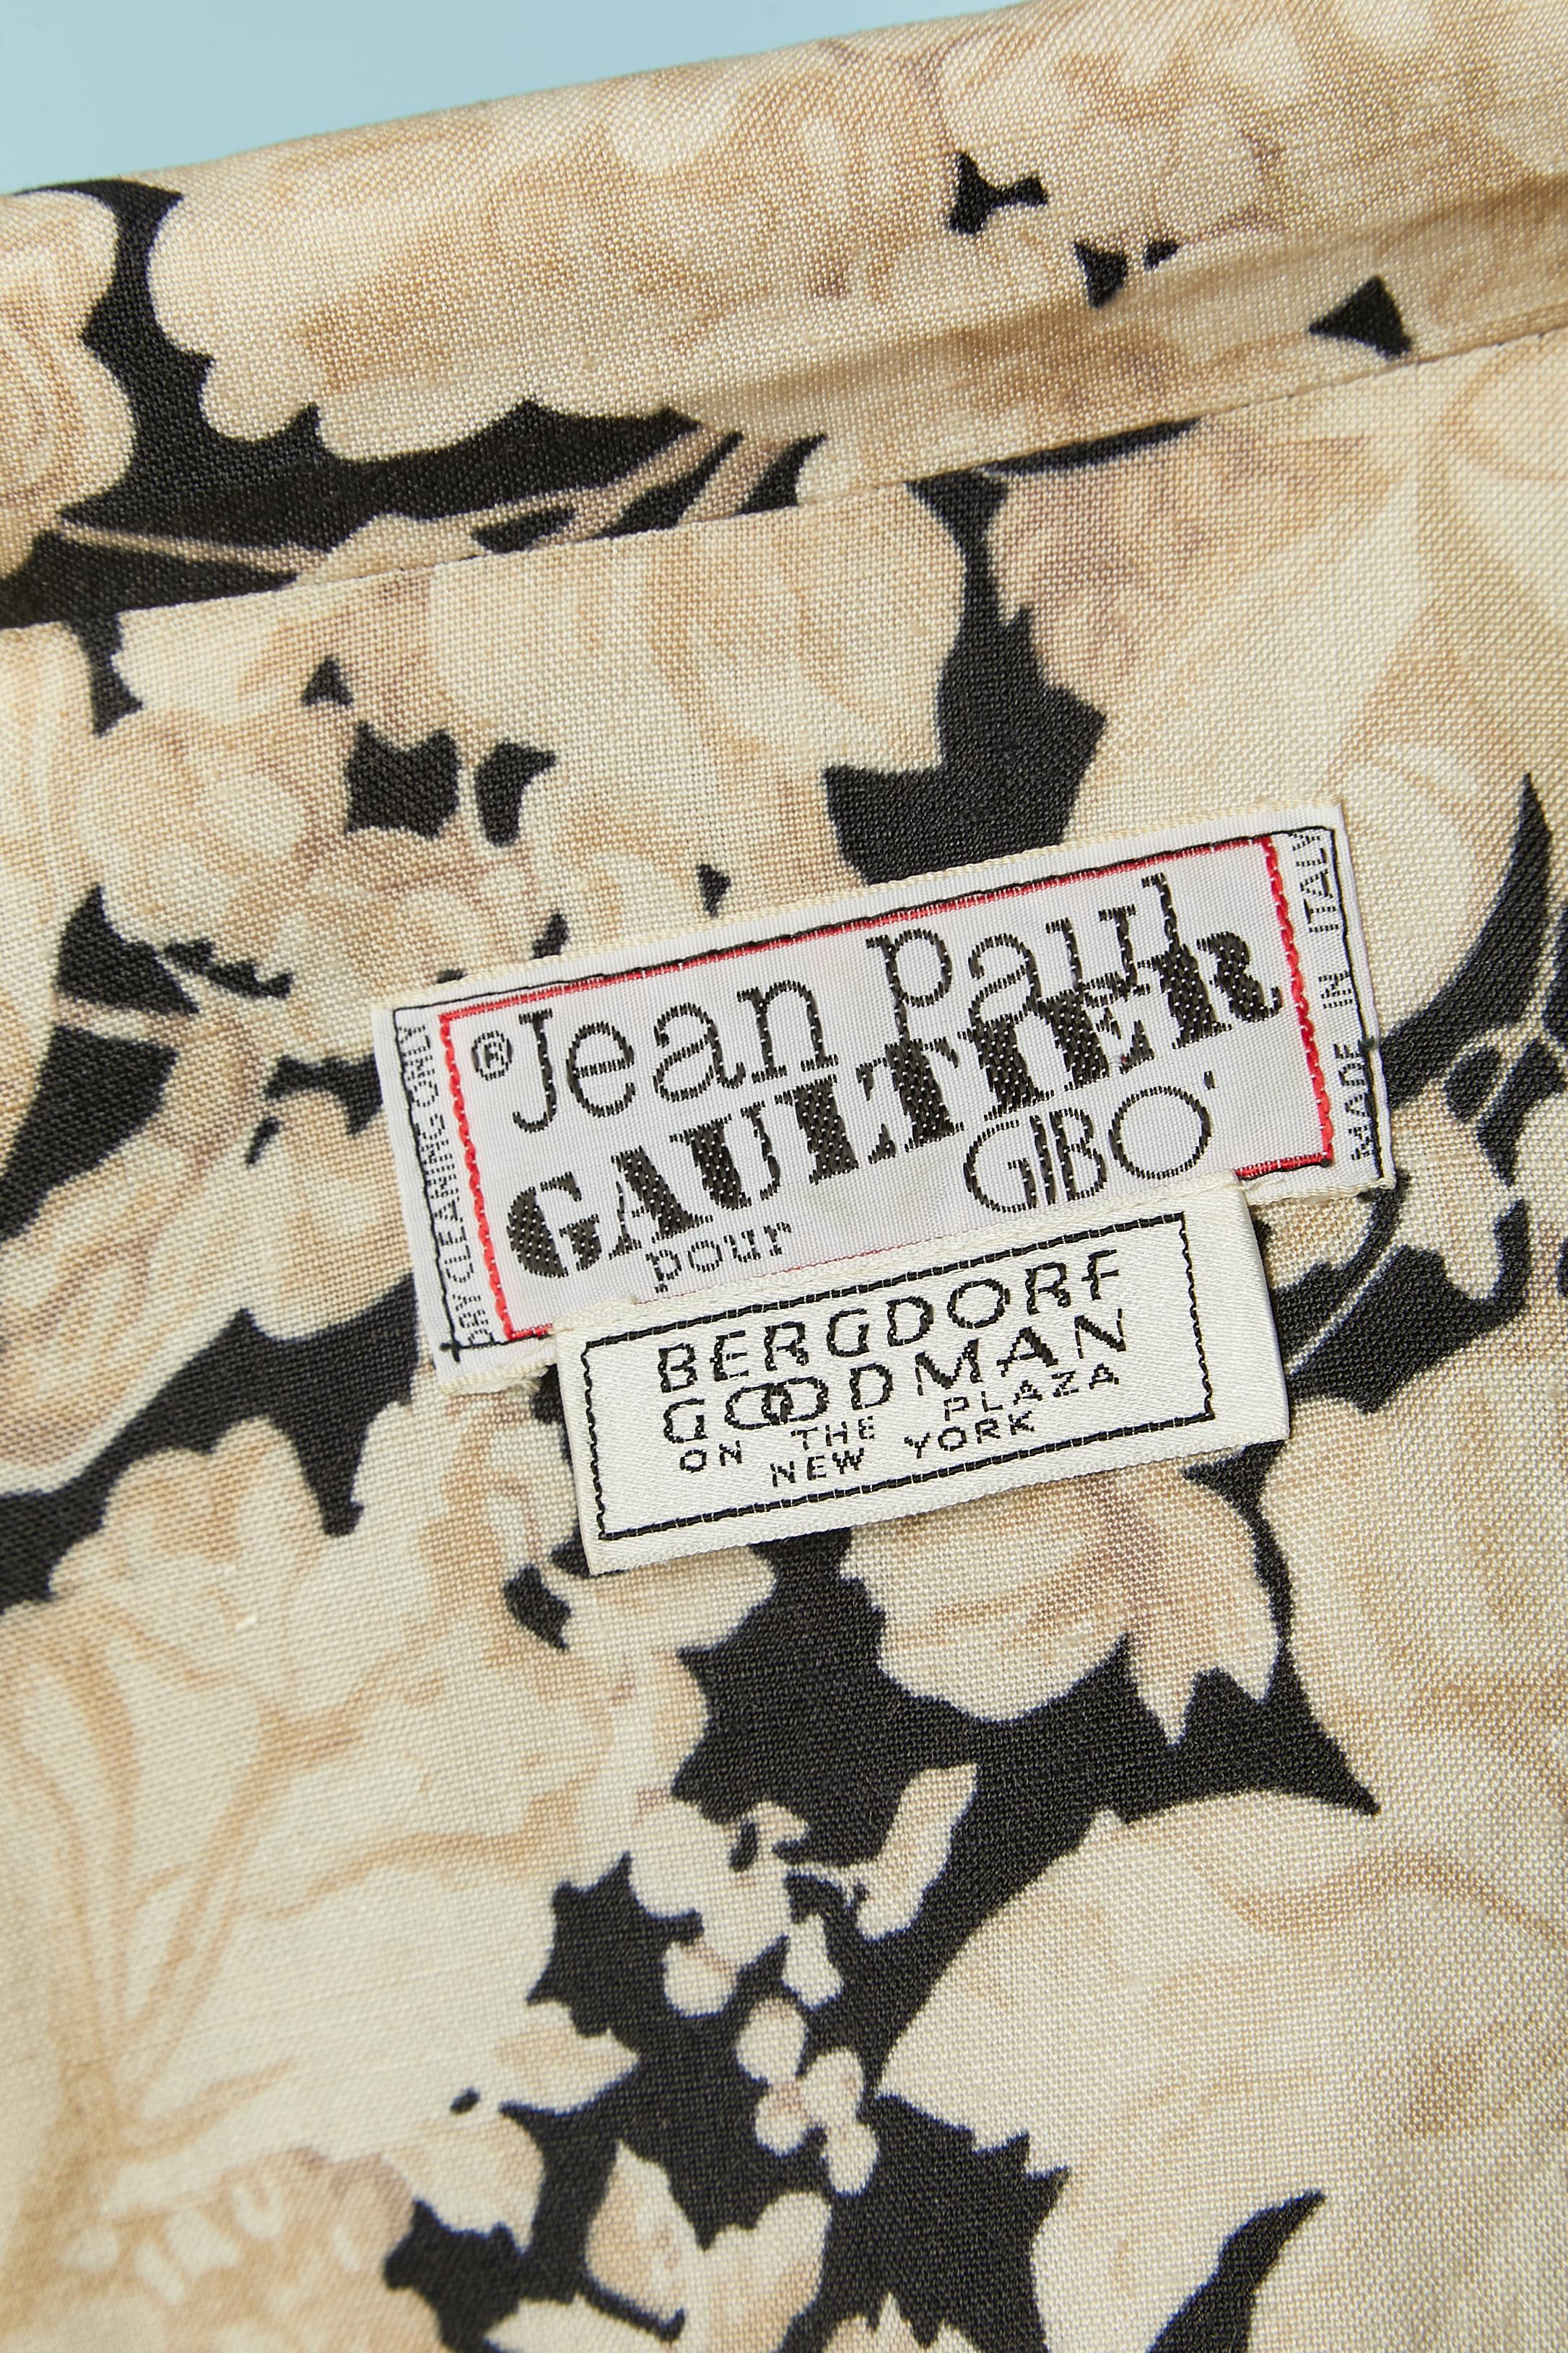 ® Jean Paul
GAULTIER
pour GIBO'
DRY CLEANING ONLY
MADE IN ITALY
BERGDORF
GOODMAN
ON THE PLAZA
NEW YORK